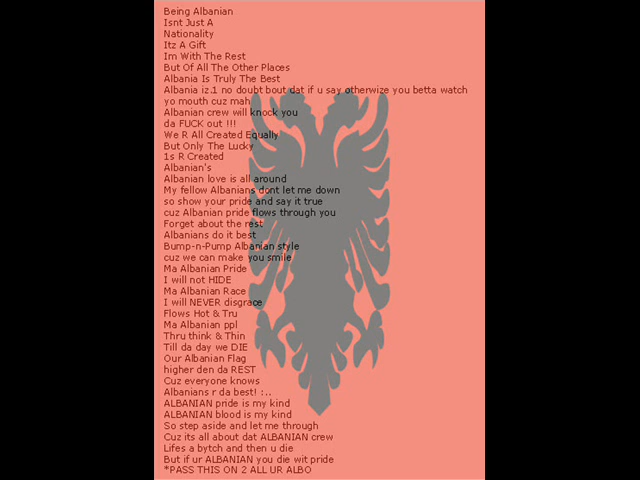 Being Albanian
Isnt Just A
Nationality
Itz A Gift
Im With The Rest
But Of All The Other Places
Albania Is Truly The Best
Albania iz.1 no doubt bout dat if u say otherwize you betta watch
yo mouth cuz mah
Albanian crew will knock you
da FUCK out !!!
We R All Created Equally
But Only The Lucky
1s R Created
Albanian's
Albanian love is all around
My fellow Albanians dont let me down
so show your pride and say it true
cuz Albanian pride flows through you
Forget about the rest
Albanians do it best
Bump-n-Pump Albanian style
cuz we can make you smile
Ma Albanian Pride
I will not HIDE
Ma Albanian Race
I will NEVER disgrace
Flows Hot & Tru
Ma Albanian ppl
Thru think & Thin
Till da day we DIE
Our Albanian Flag
higher den da REST
Cuz everyone knows
Albanians r da best! :..
ALBANIAN pride is my kind
ALBANIAN blood is my kind
So step aside and let me through
Cuz its all about dat ALBANIAN crew
Lifes a bytch and then u die
But if ur ALBANIAN you die wit pride
*PASS THIS ON 2 ALL UR ALBO